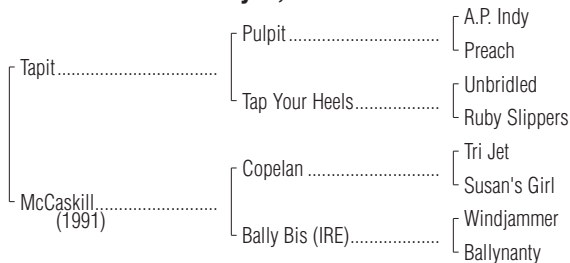 A.P. Indy
Pulpit
Preach
Tapit
Unbridled
Tap Your Heels
Ruby Slippers
Tri Jet
Copelan
Susan's Girl
McCaskill
(1991)
Windjammer
Bally Bis (IRE)
Ballynanty